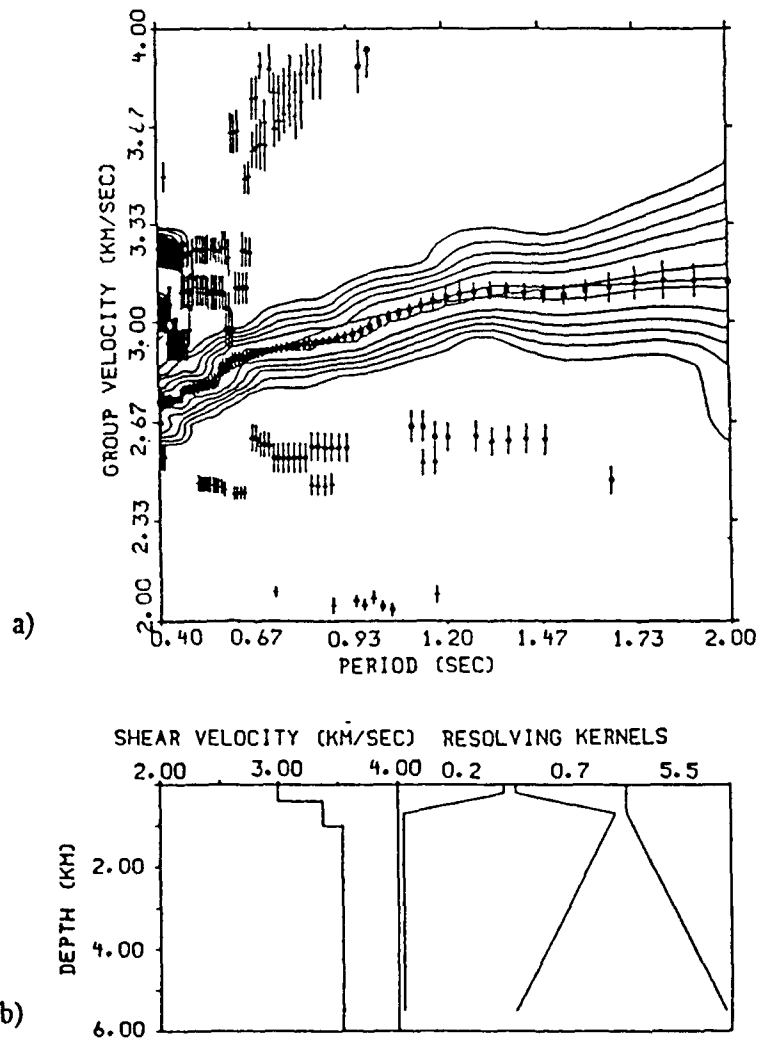 4.00
3.67
3.33
3.00
2.67
2.33
2.00
GROUP VELOCITY (KM/SEC)
0.40 0.67 0.93 1.20 1.47 1.73 2.00
PERIOD (SEC)
a)
SHEAR VELOCITY (KM/SEC) RESOLVING KERNELS
2.00 3.00 4.00 0.2 0.7 5.5
2.00
4.00
6.00
DEPTH (KM)
b)